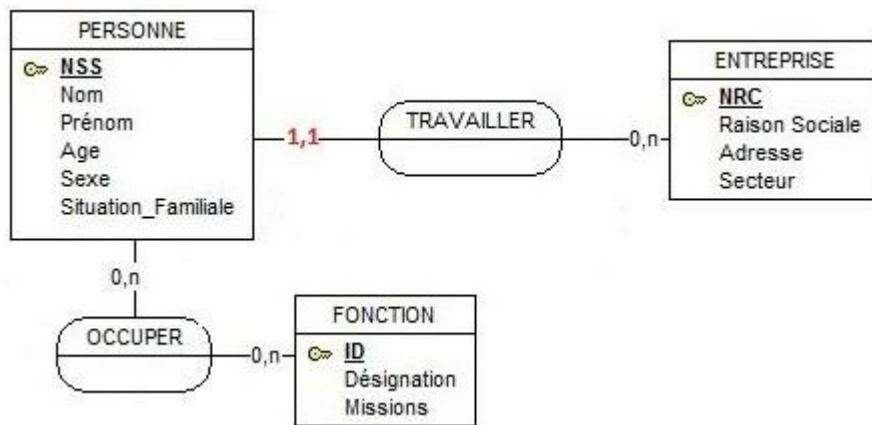 PERSONNE
NSS
Nom
Prénom
Age
Sexe
Situation_Familiale
1,1
TRAVAILLER
0,n
ENTREPRISE
NRC
Raison Sociale
Adresse
Secteur
0,n
OCCUPER
0,n
FONCTION
ID
Désignation
Missions